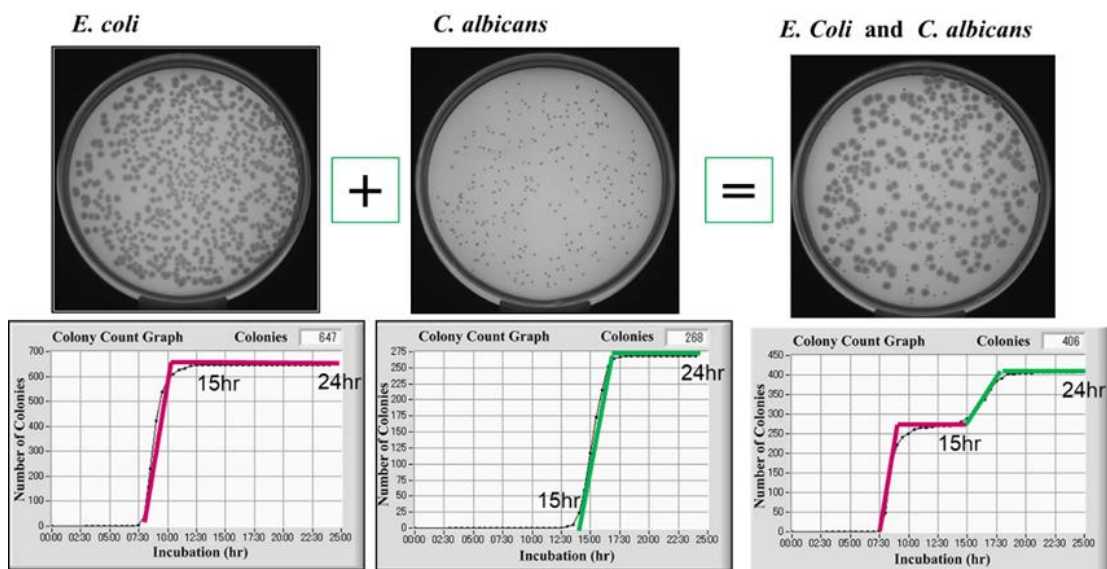 E. coli
C. albicans
E. Coli and C. albicans
+
=
Colony Count Graph Colonies 647
Number of Colonies
700
600
500
400
300
200
100
0
15hr
24hr
00:00 02:30 05:00 07:30 10:00 12:30 15:00 17:30 20:00 22:30 25:00
Incubation (hr)
Colony Count Graph Colonies 268
Number of Colonies
275
250
225
200
175
150
125
100
75
50
25
0
15hr
24hr
00:00 02:30 05:00 07:30 10:00 12:30 15:00 17:30 20:00 22:30 25:00
Incubation (hr)
Colony Count Graph Colonies 406
Number of Colonies
450
400
350
300
250
200
150
100
50
0
15hr
24hr
00:00 02:30 05:00 07:30 10:00 12:30 15:00 17:30 20:00 22:30 25:00
Incubation (hr)